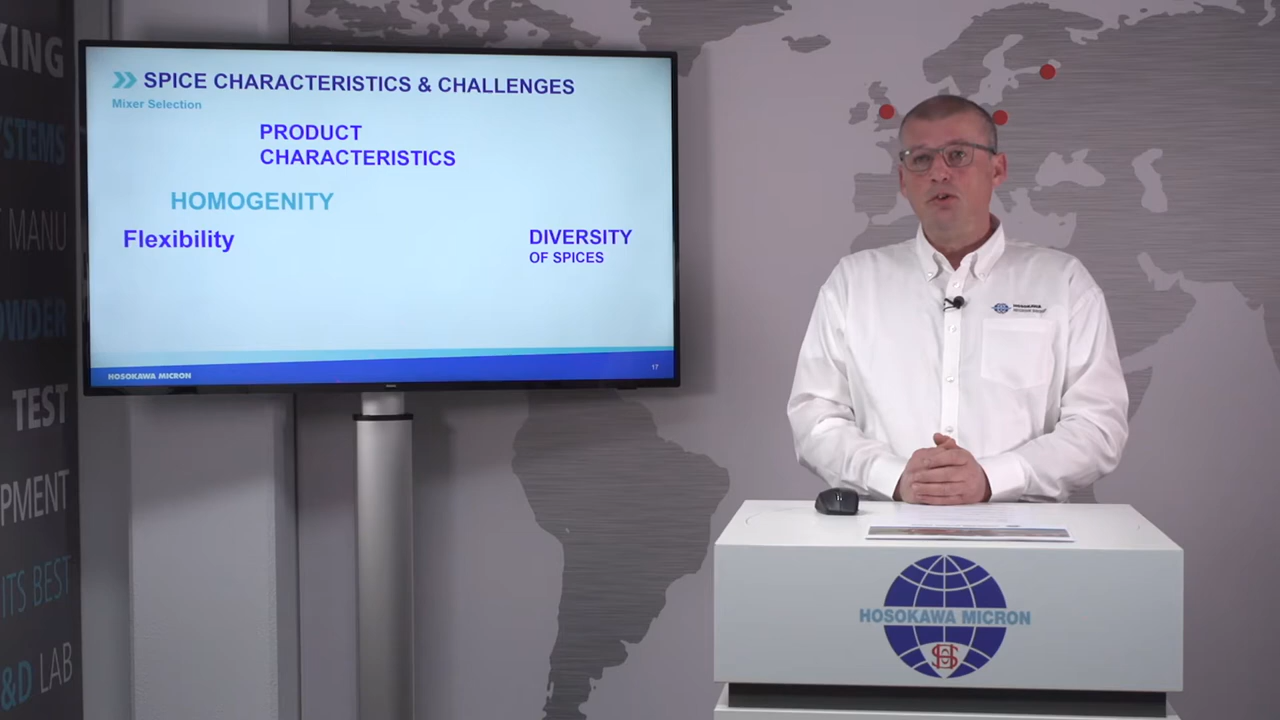 SPICE CHARACTERISTICS & CHALLENGES
Mixer Selection
PRODUCT
CHARACTERISTICS
HOMOGENITY
Flexibility
DIVERSITY
OF SPICES
HOSOKAWA MICRON
17
KING
YSTEMS
T MANU
OWDER
TEST
PMENT
ITS BEST
&D LAB
HOSOKAWA MICRON